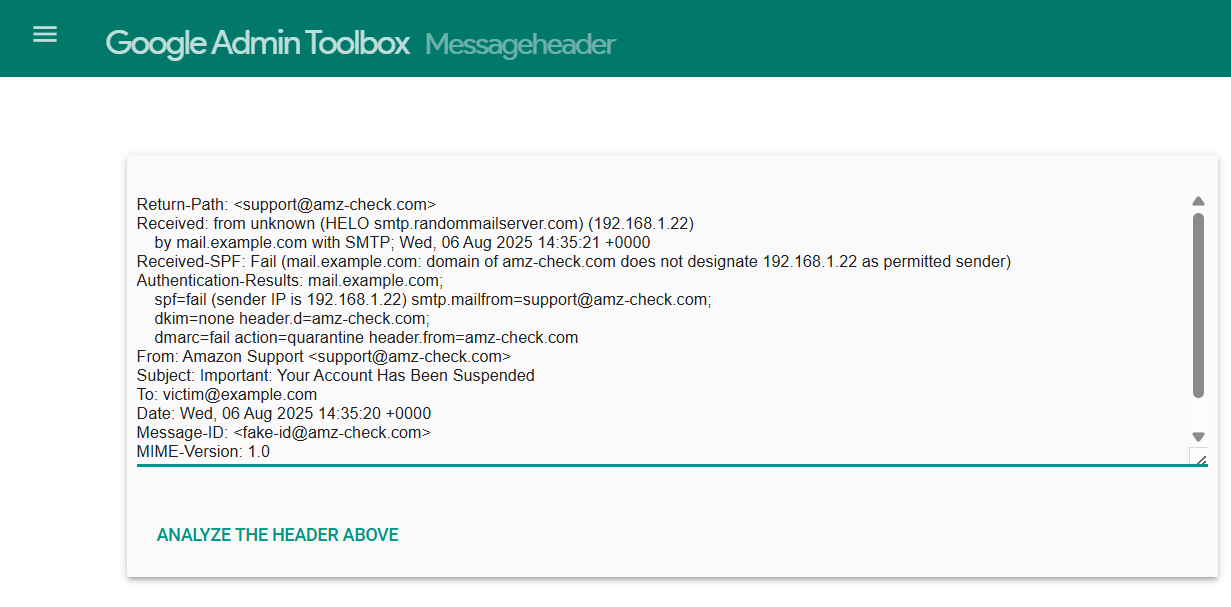 Google Admin Toolbox Messageheader
Return-Path: <support@amz-check.com>
Received: from unknown (HELO smtp.randommailserver.com) (192.168.1.22)
by mail.example.com with SMTP; Wed, 06 Aug 2025 14:35:21 +0000
Received-SPF: Fail (mail.example.com: domain of amz-check.com does not designate 192.168.1.22 as permitted sender)
Authentication-Results: mail.example.com;
spf=fail (sender IP is 192.168.1.22) smtp.mailfrom=support@amz-check.com;
dkim=none header.d=amz-check.com;
dmarc=fail action=quarantine header.from=amz-check.com
From: Amazon Support <support@amz-check.com>
Subject: Important: Your Account Has Been Suspended
To: victim@example.com
Date: Wed, 06 Aug 2025 14:35:20 +0000
Message-ID: <fake-id@amz-check.com>
MIME-Version: 1.0
ANALYZE THE HEADER ABOVE